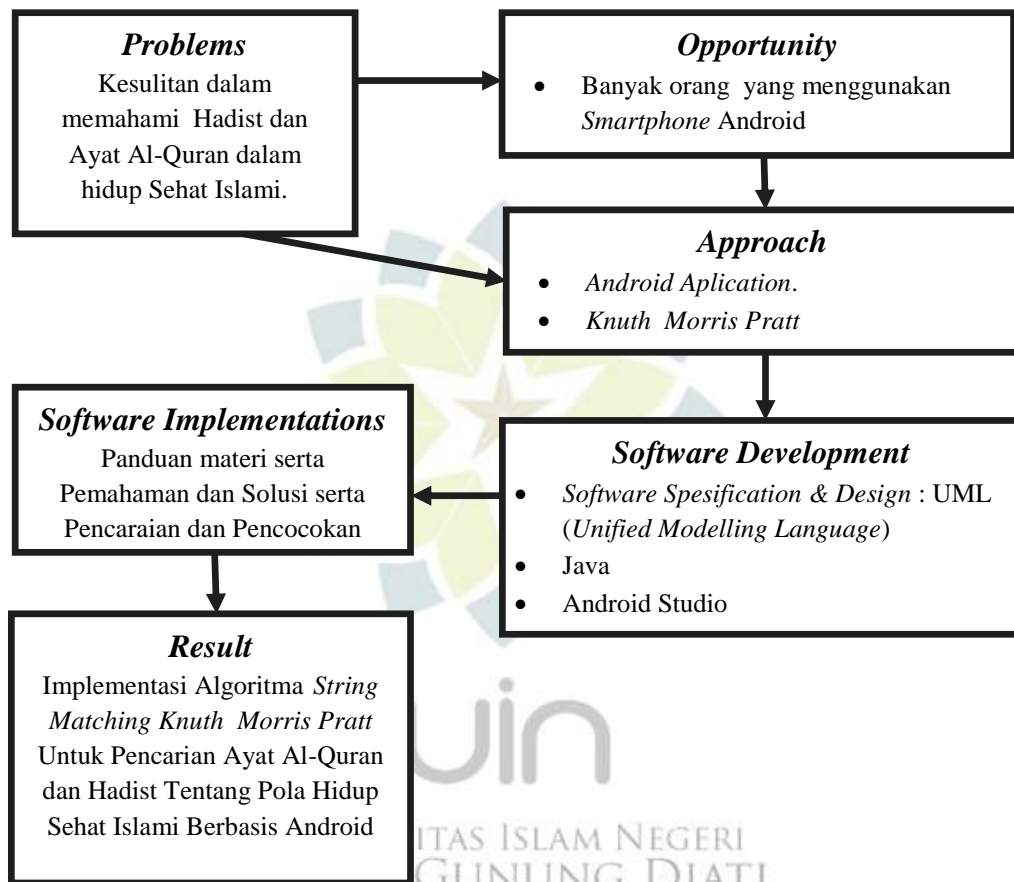 Problems
Kesulitan dalam
memahami Hadist dan
Ayat Al-Quran dalam
hidup Sehat Islami.
Opportunity
• Banyak orang yang menggunakan
Smartphone Android
Approach
• Android Aplication.
• Knuth Morris Pratt
Software Development
• Software Spesification & Design : UML
(Unified Modelling Language)
• Java
• Android Studio
Software Implementations
Panduan materi serta
Pemahaman dan Solusi serta
Pencaraian dan Pencocokan
Result
Implementasi Algoritma String
Matching Knuth Morris Pratt
Untuk Pencarian Ayat Al-Quran
dan Hadist Tentang Pola Hidup
Sehat Islami Berbasis Android
uin
ITAS ISLAM NEGERI
GUNUNG DJATI